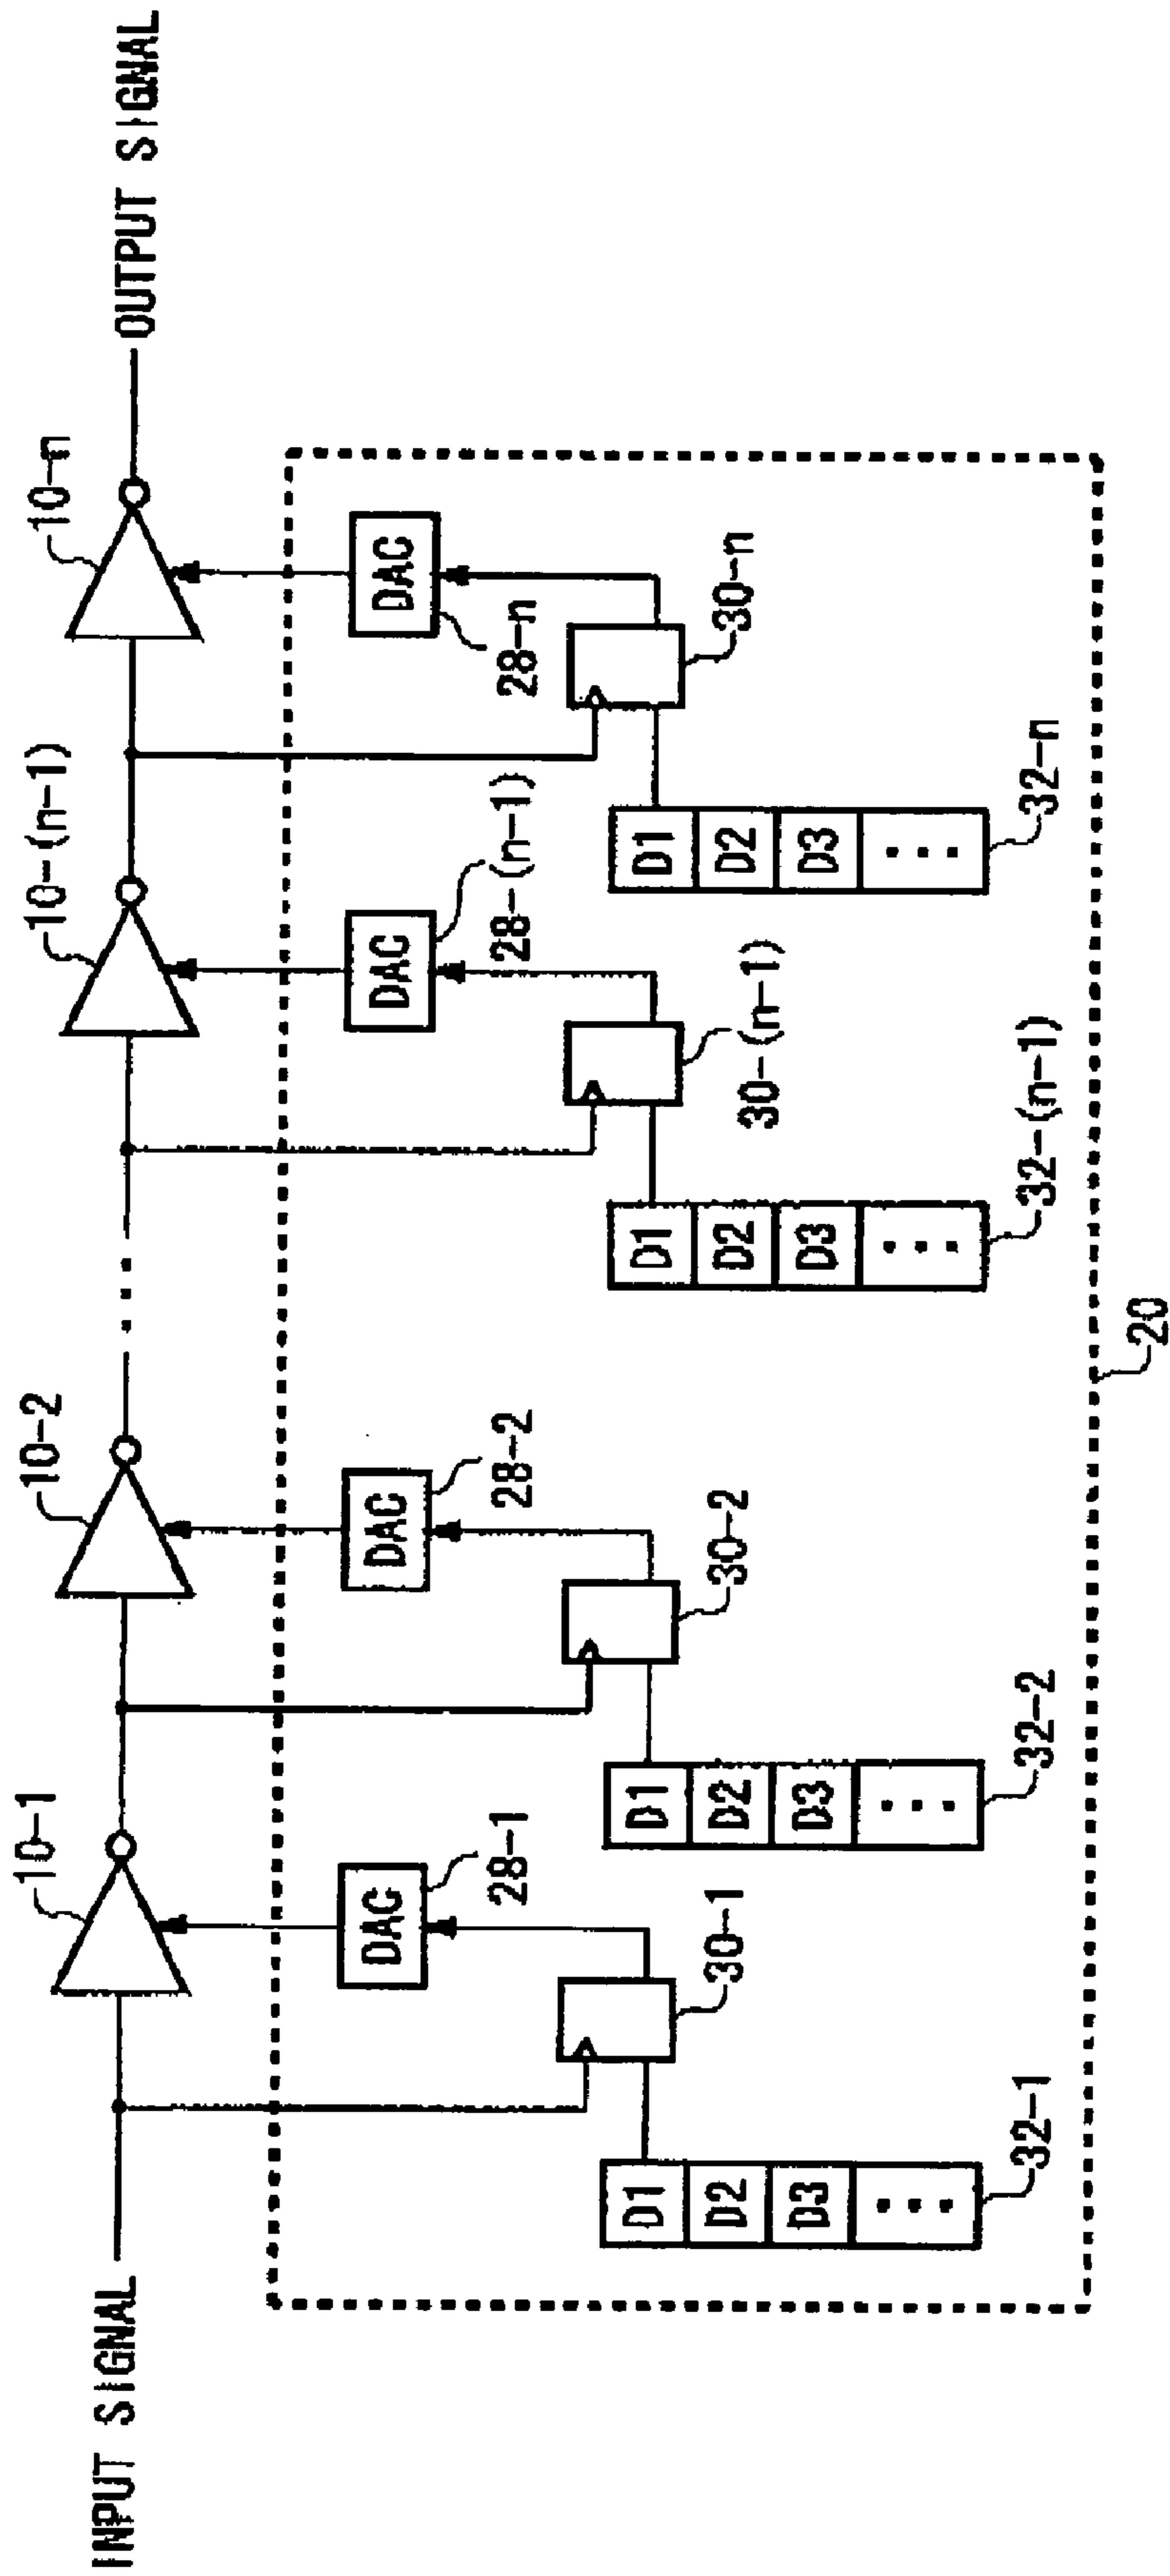 INPUT SIGNAL
OUTPUT SIGNAL
10-1
10-2
10-(n-1)
10-n
DAC
DAC
DAC
DAC
28-1
28-2
28-(n-1)
28-n
30-1
30-2
30-(n-1)
30-n
D1
D2
D3
...
D1
D2
D3
...
D1
D2
D3
...
D1
D2
D3
...
32-1
32-2
32-(n-1)
32-n
20